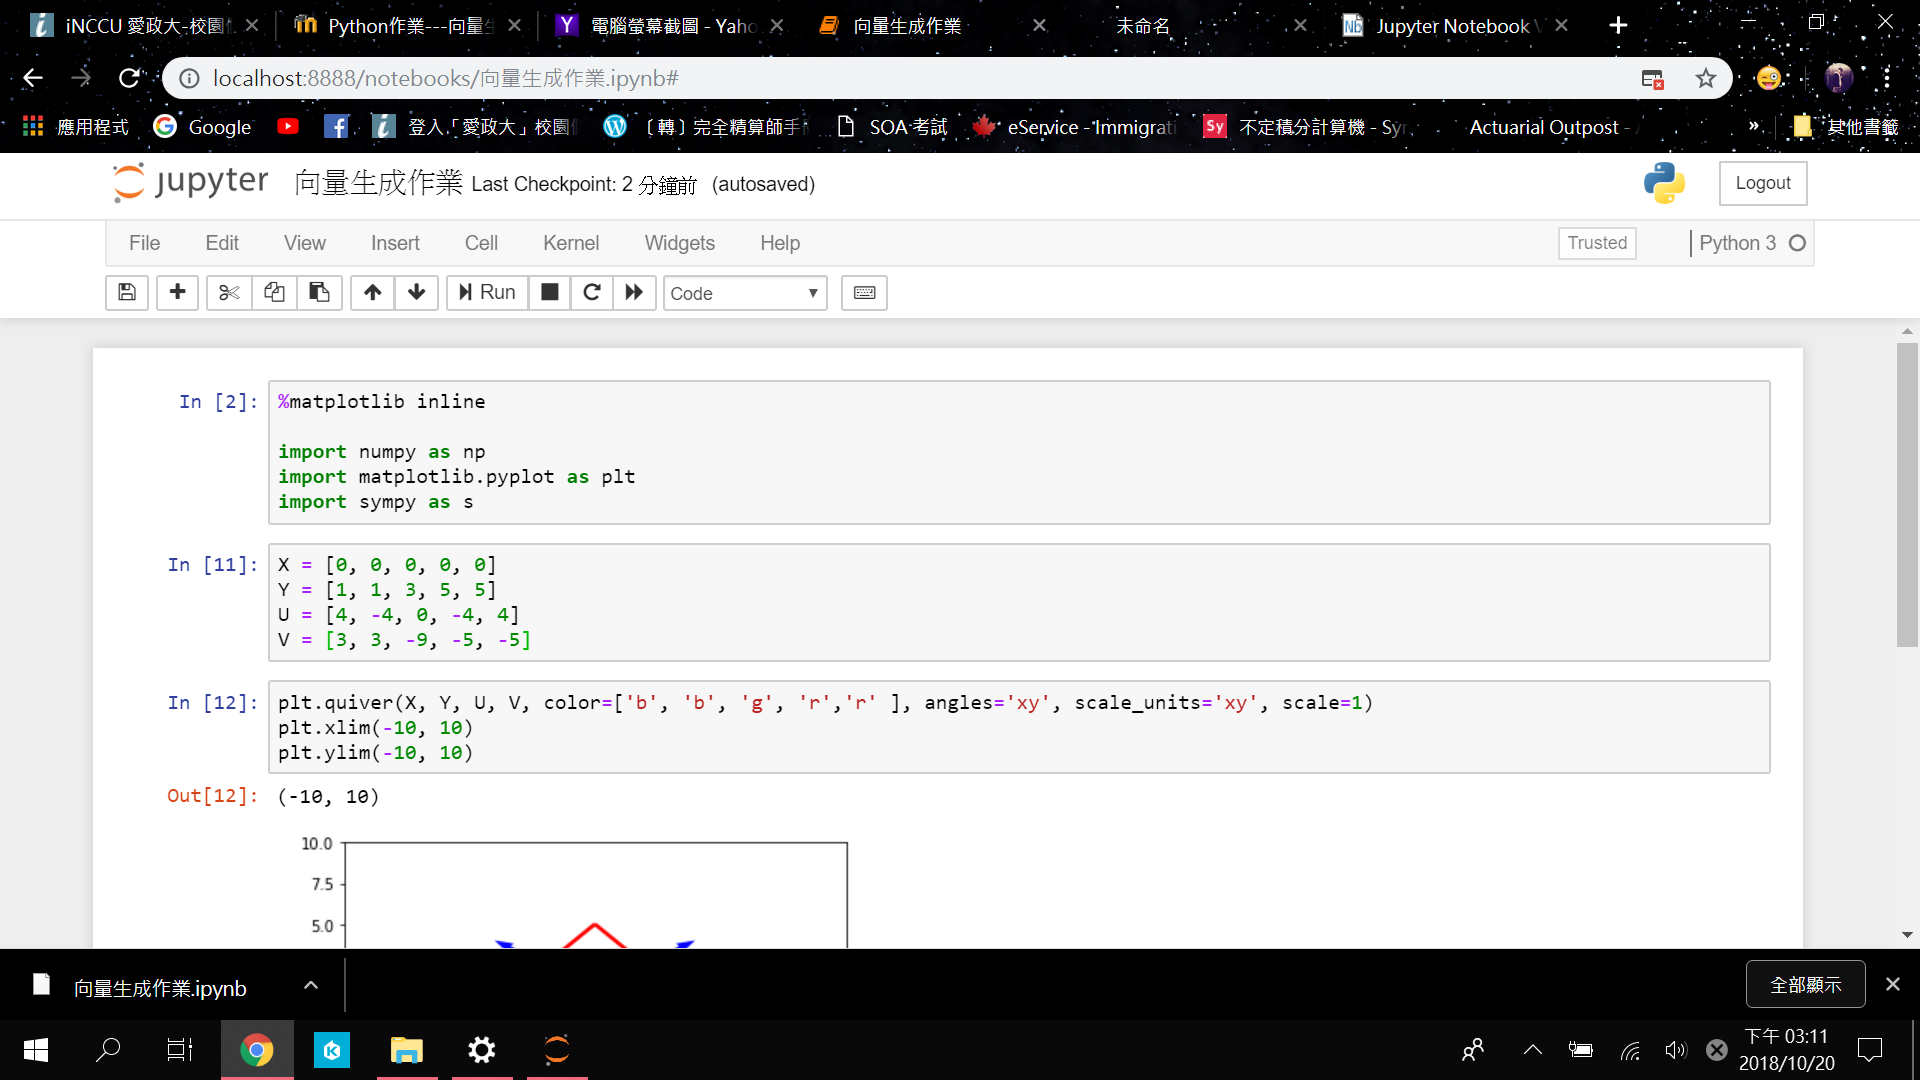 iNCCU 愛政大-校園
Python作業---向量
電腦螢幕截圖 - Yaho
向量生成作業
未命名
Jupyter Notebook V
localhost:8888/notebooks/向量生成作業.ipynb#
應用程式
Google
登入「愛政大」校園
〔轉〕完全精算師手
SOA 考試
eService - Immigrati
Sy
不定積分計算機 - Sy
Actuarial Outpost -
»
其他書籤
jupyter
向量生成作業 Last Checkpoint: 2 分鐘前 (autosaved)
Logout
File Edit View Insert Cell Kernel Widgets Help
Trusted
Python 3
Run
Code
In [2]:
%matplotlib inline
import numpy as np
import matplotlib.pyplot as plt
import sympy as s
In [11]:
X = [0, 0, 0, 0, 0]
Y = [1, 1, 3, 5, 5]
U = [4, -4, 0, -4, 4]
V = [3, 3, -9, -5, -5]
In [12]:
plt.quiver(X, Y, U, V, color=['b', 'b', 'g', 'r','r' ], angles='xy', scale_units='xy', scale=1)
plt.xlim(-10, 10)
plt.ylim(-10, 10)
Out[12]: (-10, 10)
10.0
7.5
5.0
向量生成作業.ipynb
全部顯示
下午 03:11
2018/10/20